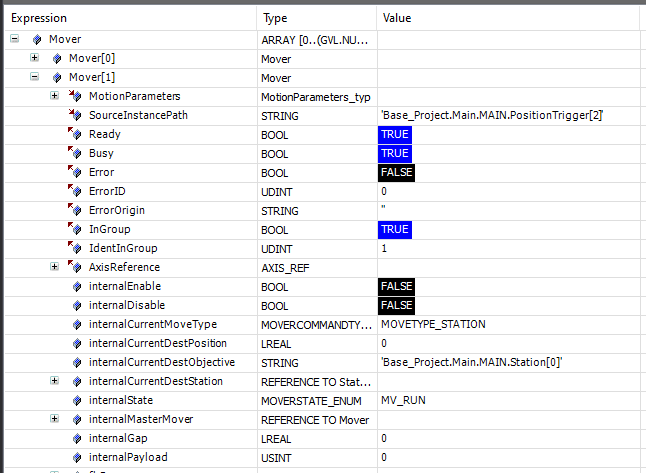 Expression Type Value
Mover ARRAY [0..(GVL.NU...
Mover[0] Mover
Mover[1] Mover
MotionParameters MotionParameters_typ
SourceInstancePath STRING 'Base_Project.Main.MAIN.PositionTrigger[2]'
Ready BOOL TRUE
Busy BOOL TRUE
Error BOOL FALSE
ErrorID UDINT 0
ErrorOrigin STRING ''
InGroup BOOL TRUE
IdentInGroup UDINT 1
AxisReference AXIS_REF
internalEnable BOOL FALSE
internalDisable BOOL FALSE
internalCurrentMoveType MOVERCOMMANDTY... MOVETYPE_STATION
internalCurrentDestPosition LREAL 0
internalCurrentDestObjective STRING 'Base_Project.Main.MAIN.Station[0]'
internalCurrentDestStation REFERENCE TO Stat...
internalState MOVERSTATE_ENUM MV_RUN
internalMasterMover REFERENCE TO Mover
internalGap LREAL 0
internalPayload USINT 0